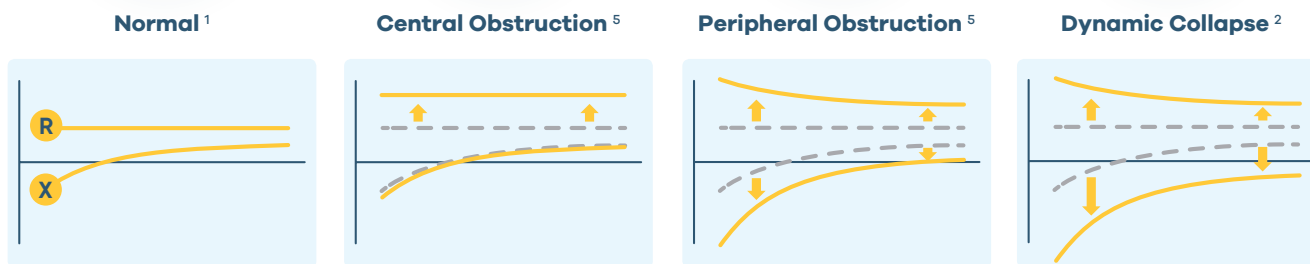 Normal 1
Central Obstruction 5
Peripheral Obstruction 5
Dynamic Collapse 2
R
X